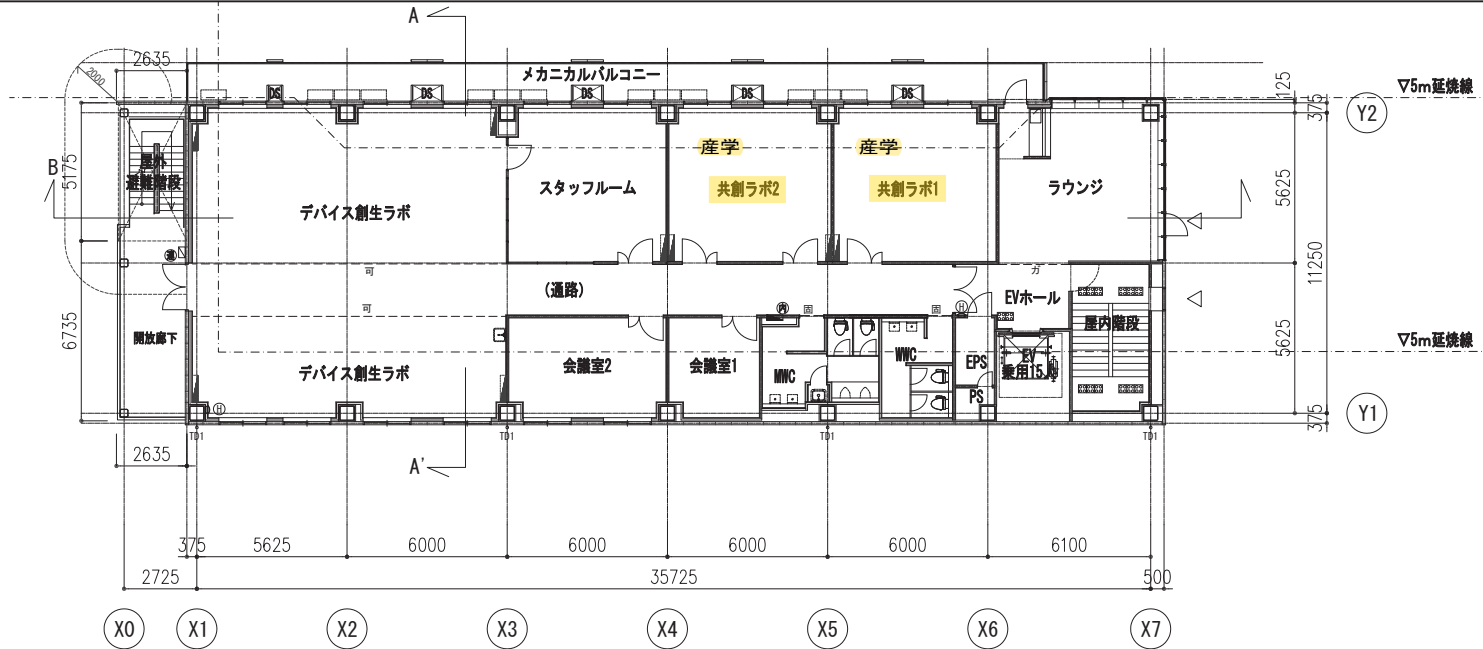 A
2635
2000
メカニカルバルコニー
DS
DS
DS
DS
DS
125
▽5m延焼線
375
Y2
B
5175
屋外
避難階段
産学
産学
スタッフルーム
共創ラボ2
共創ラボ1
ラウンジ
5625
デバイス創生ラボ
11250
可
(通路)
EVホール
可
内
固
固
H
屋内階段
6735
開放廊下
5625
▽5m延焼線
デバイス創生ラボ
会議室2
会議室1
MWC
WWC
EPS
EV
PS
H
375
Y1
TD1
TD1
TD1
TD1
2635
A'
375
5625
6000
6000
6000
6000
6100
2725
35725
500
X0
X1
X2
X3
X4
X5
X6
X7